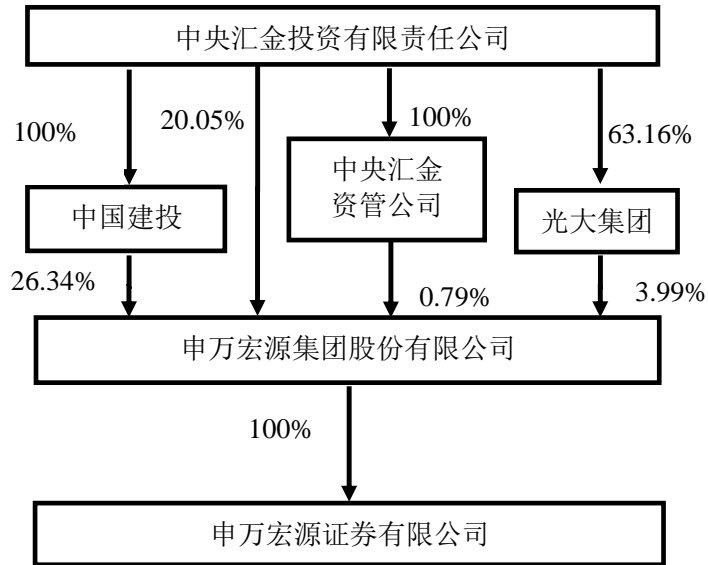 中央汇金投资有限责任公司
100%
20.05%
100%
63.16%
中国建投
中央汇金
资管公司
光大集团
26.34%
0.79%
3.99%
申万宏源集团股份有限公司
100%
申万宏源证券有限公司